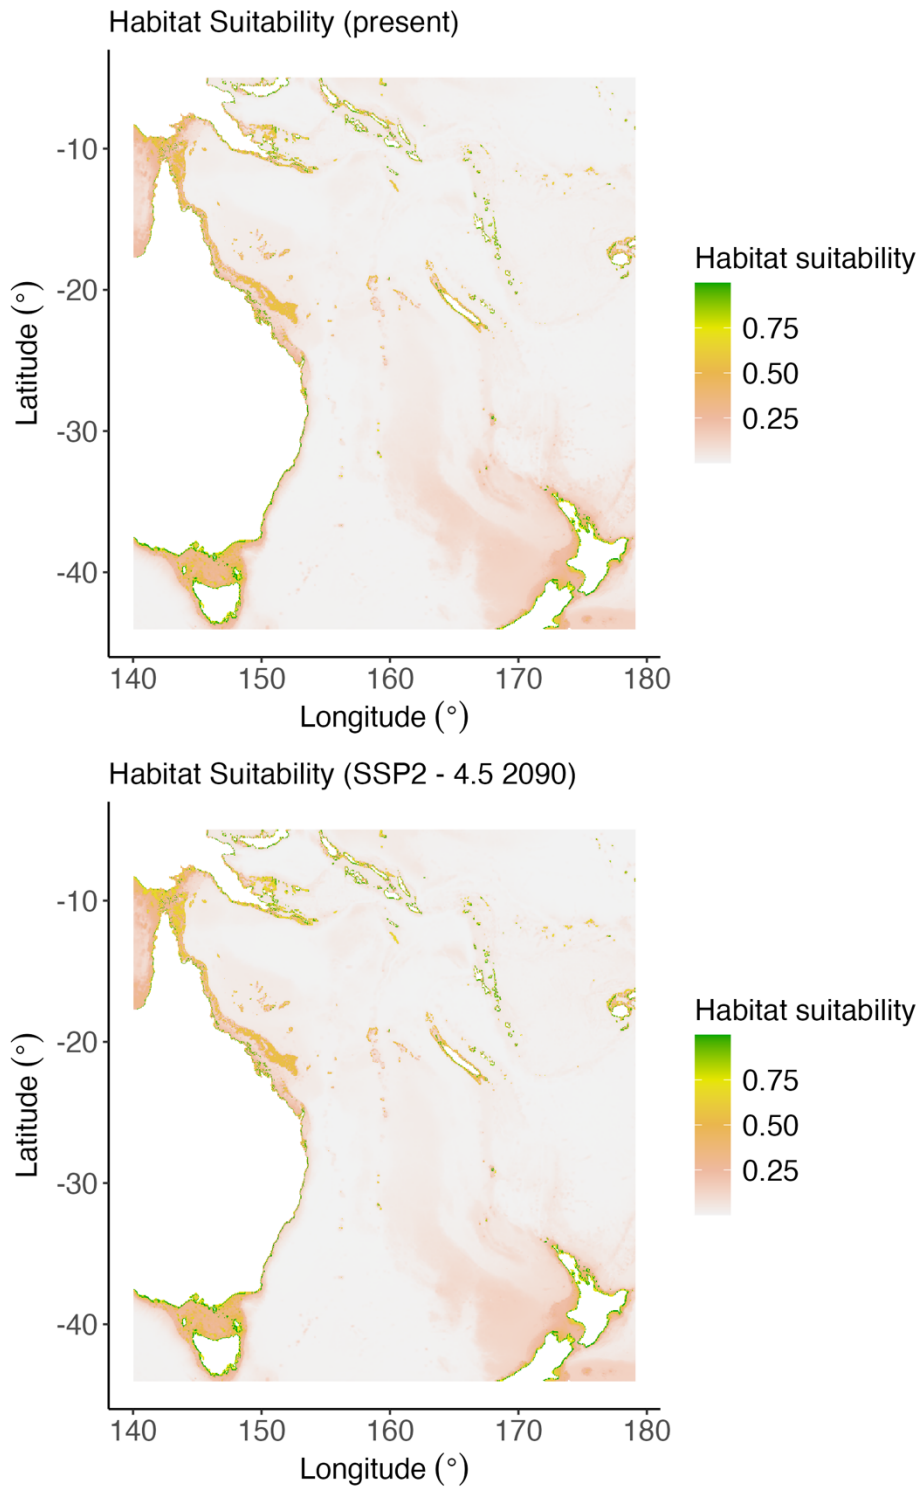 Habitat Suitability (present)
-10
-20
-30
-40
Latitude (°)
140 150 160 170 180
Longitude (°)
Habitat suitability
0.75
0.50
0.25
Habitat Suitability (SSP2 - 4.5 2090)
-10
-20
-30
-40
Latitude (°)
140 150 160 170 180
Longitude (°)
Habitat suitability
0.75
0.50
0.25